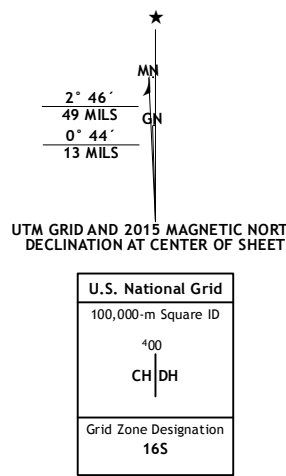 ★
MN
2° 46´
49 MILS
GN
0° 44´
13 MILS
UTM GRID AND 2015 MAGNETIC NORT
DECLINATION AT CENTER OF SHEET
U.S. National Grid
100,000-m Square ID
⁴00
CH DH
Grid Zone Designation
16S